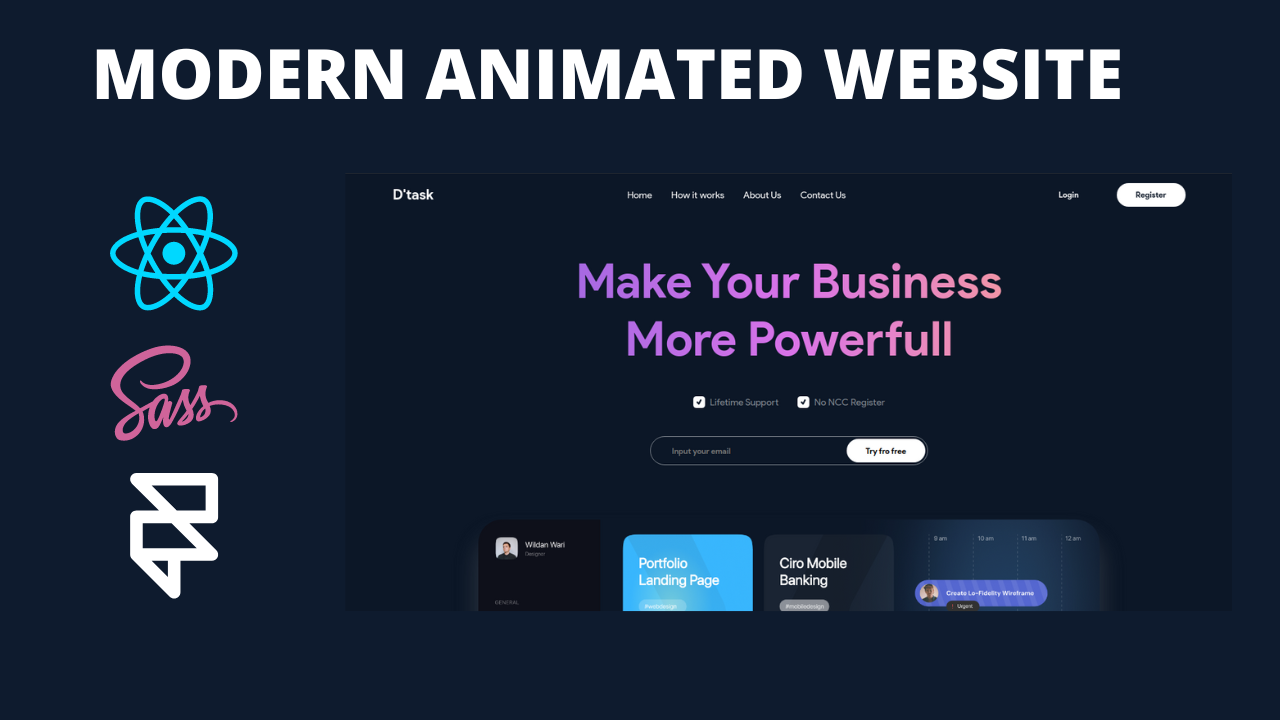 MODERN ANIMATED WEBSITE
D'task
Home How it works About Us Contact Us
Login
Register
Make Your Business
More Powerfull
Lifetime Support
No NCC Register
Input your email
Try fro free
Sass
Wildan Wari
Designer
GENERAL
Portfolio
Landing Page
#webdesign
Ciro Mobile
Banking
#mobiledesign
8 am 10 am 11 am 12 am
Create Lo-Fidelity Wireframe
Urgent